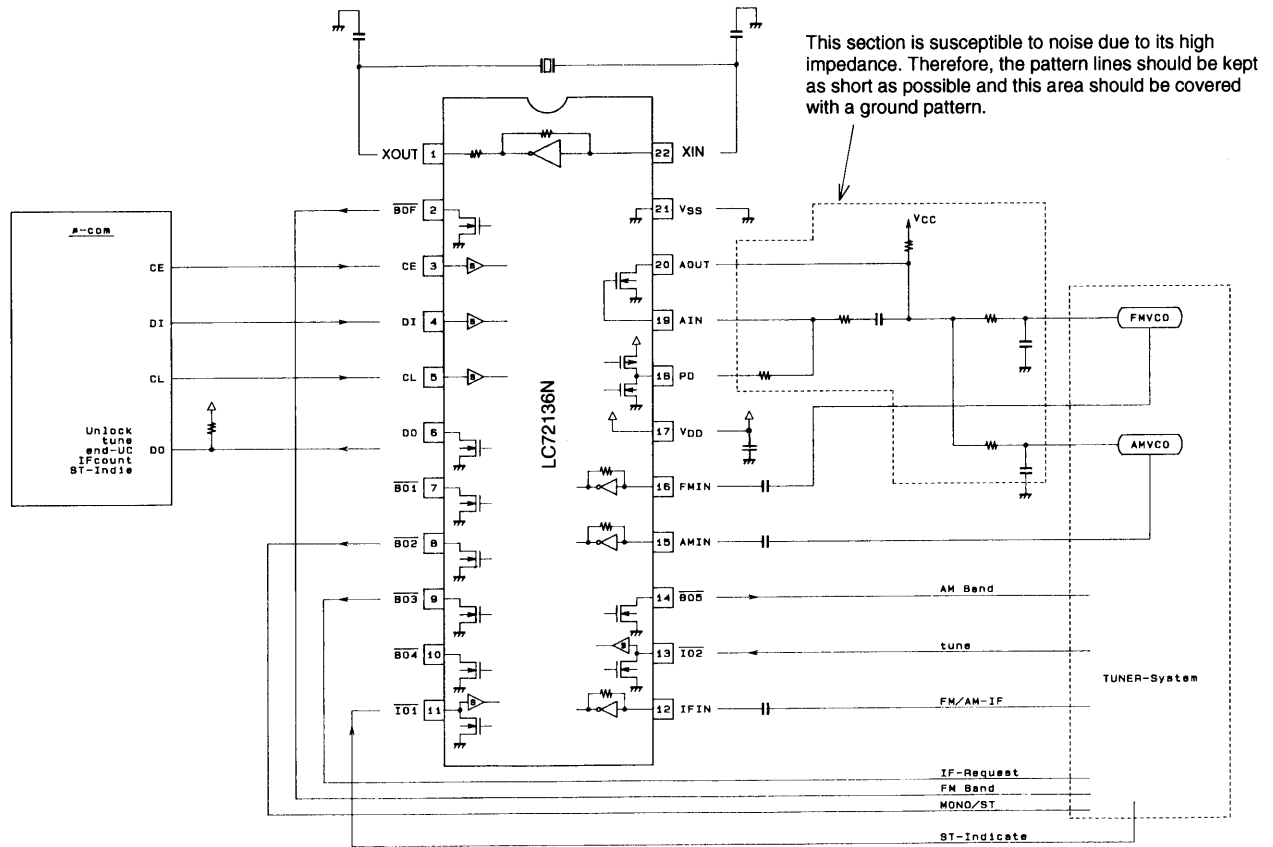 This section is susceptible to noise due to its high
impedance. Therefore, the pattern lines should be kept
as short as possible and this area should be covered
with a ground pattern.
XOUT 1
22 XIN
BOF 2
21 VSS
μ-com
CE
CE 3
20 AOUT
VCC
DI
DI 4
19 AIN
FMVCO
CL
CL 5
18 PD
LC72136N
17 VDD
Unlock
tune
end-UC
IFcount
ST-Indic
DO
DO 6
AMVCO
BO1 7
16 FMIN
BO2 8
15 AMIN
BO3 9
14 BO5
AM Band
BO4 10
13 IO2
tune
TUNER-System
IO1 11
12 IFIN
FM/AM-IF
IF-Request
FM Band
MONO/ST
ST-Indicate